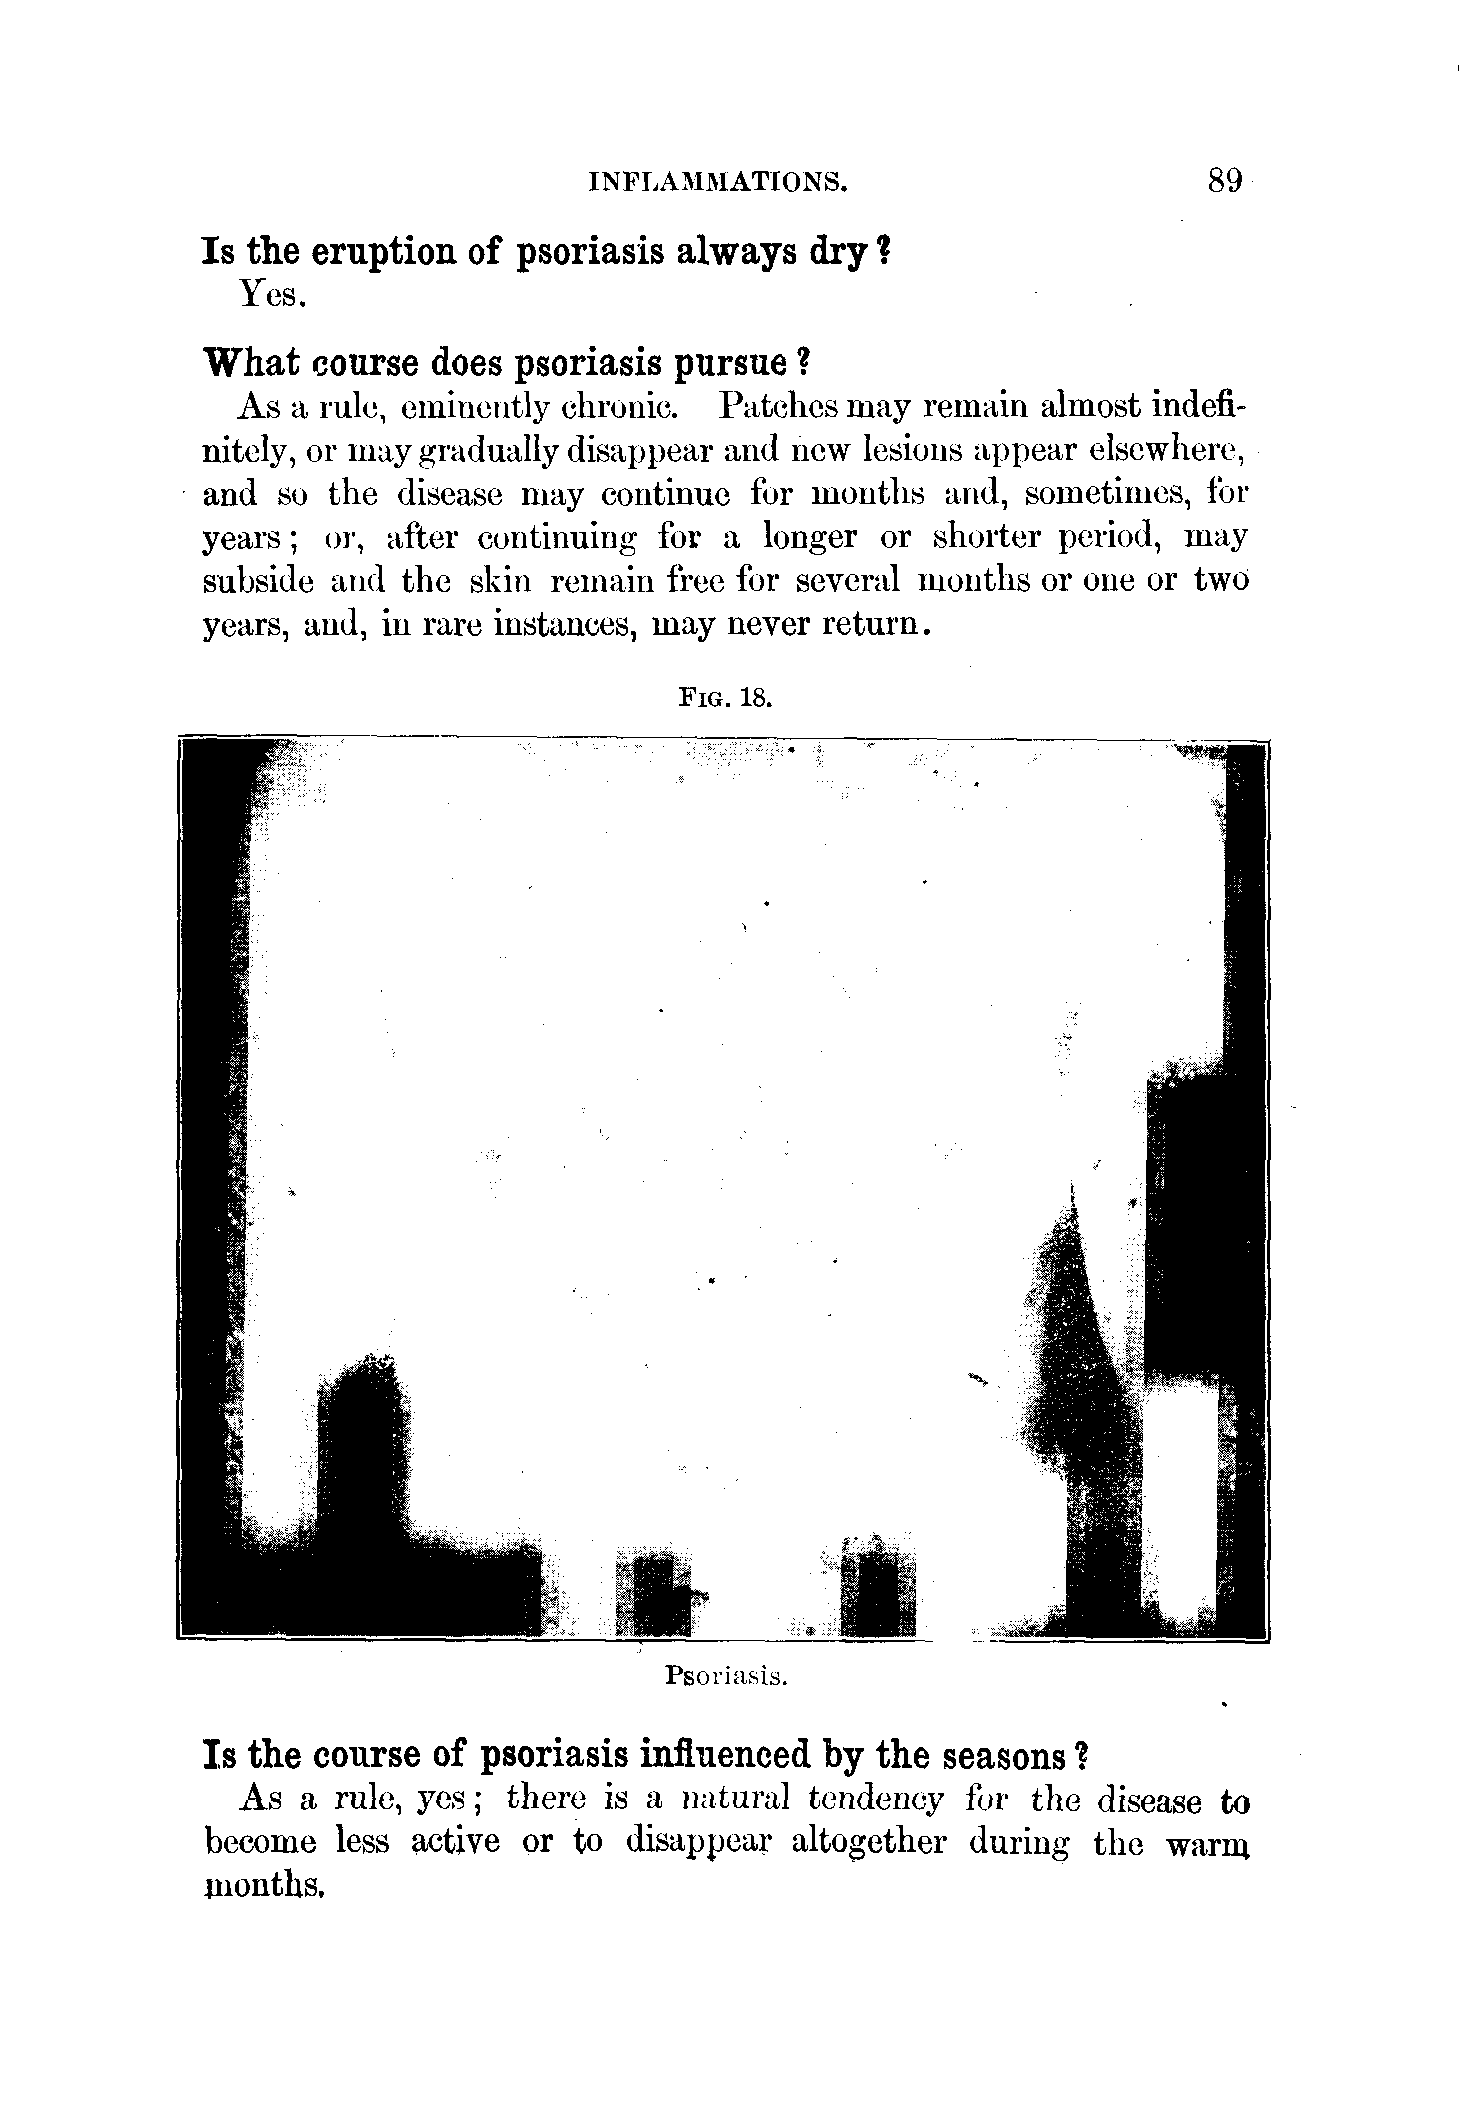 INFLAMMATIONS. 89
Is the eruption of psoriasis always dry?
Yes.
What course does psoriasis pursue?
As a rule, eminently chronic. Patches may remain almost indefi-
nitely, or may gradually disappear and new lesions appear elsewhere,
and so the disease may continue for months and, sometimes, for
years; or, after continuing for a longer or shorter period, may
subside and the skin remain free for several months or one or two
years, and, in rare instances, may never return.
FIG. 18.
Psoriasis.
Is the course of psoriasis influenced by the seasons?
As a rule, yes; there is a natural tendency for the disease to
become less active or to disappear altogether during the warm
months.